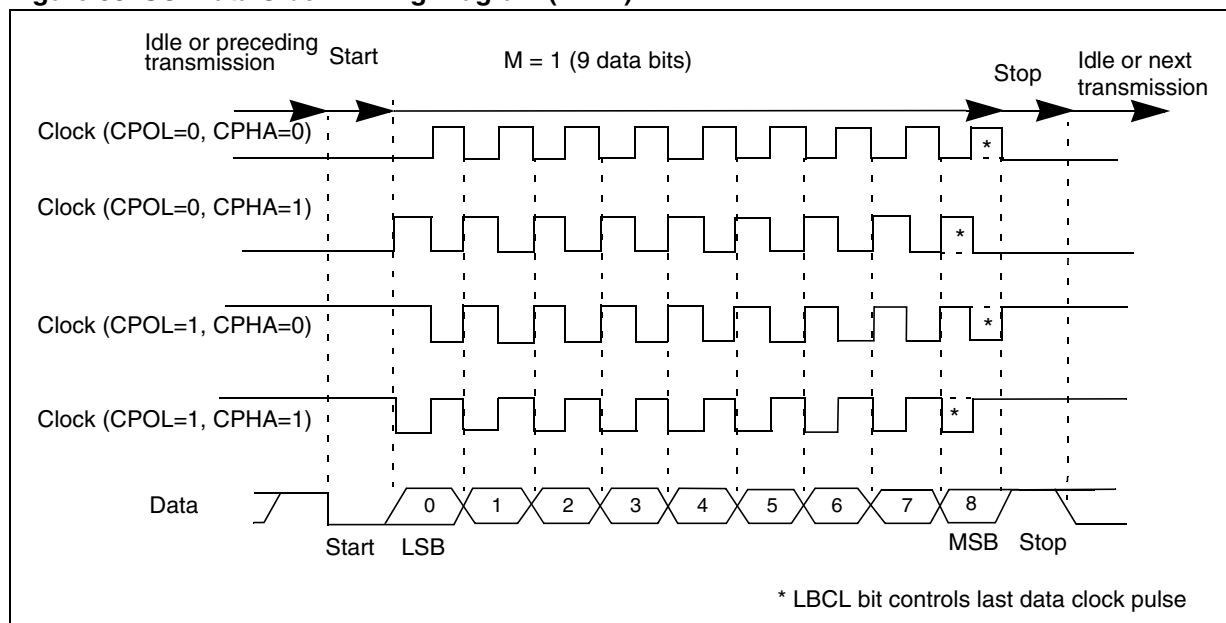 Idle or preceding
transmission
Start
M = 1 (9 data bits)
Stop
Idle or next
transmission
Clock (CPOL=0, CPHA=0)
*
Clock (CPOL=0, CPHA=1)
*
Clock (CPOL=1, CPHA=0)
*
Clock (CPOL=1, CPHA=1)
*
Data
0 1 2 3 4 5 6 7 8
Start LSB MSB Stop
* LBCL bit controls last data clock pulse